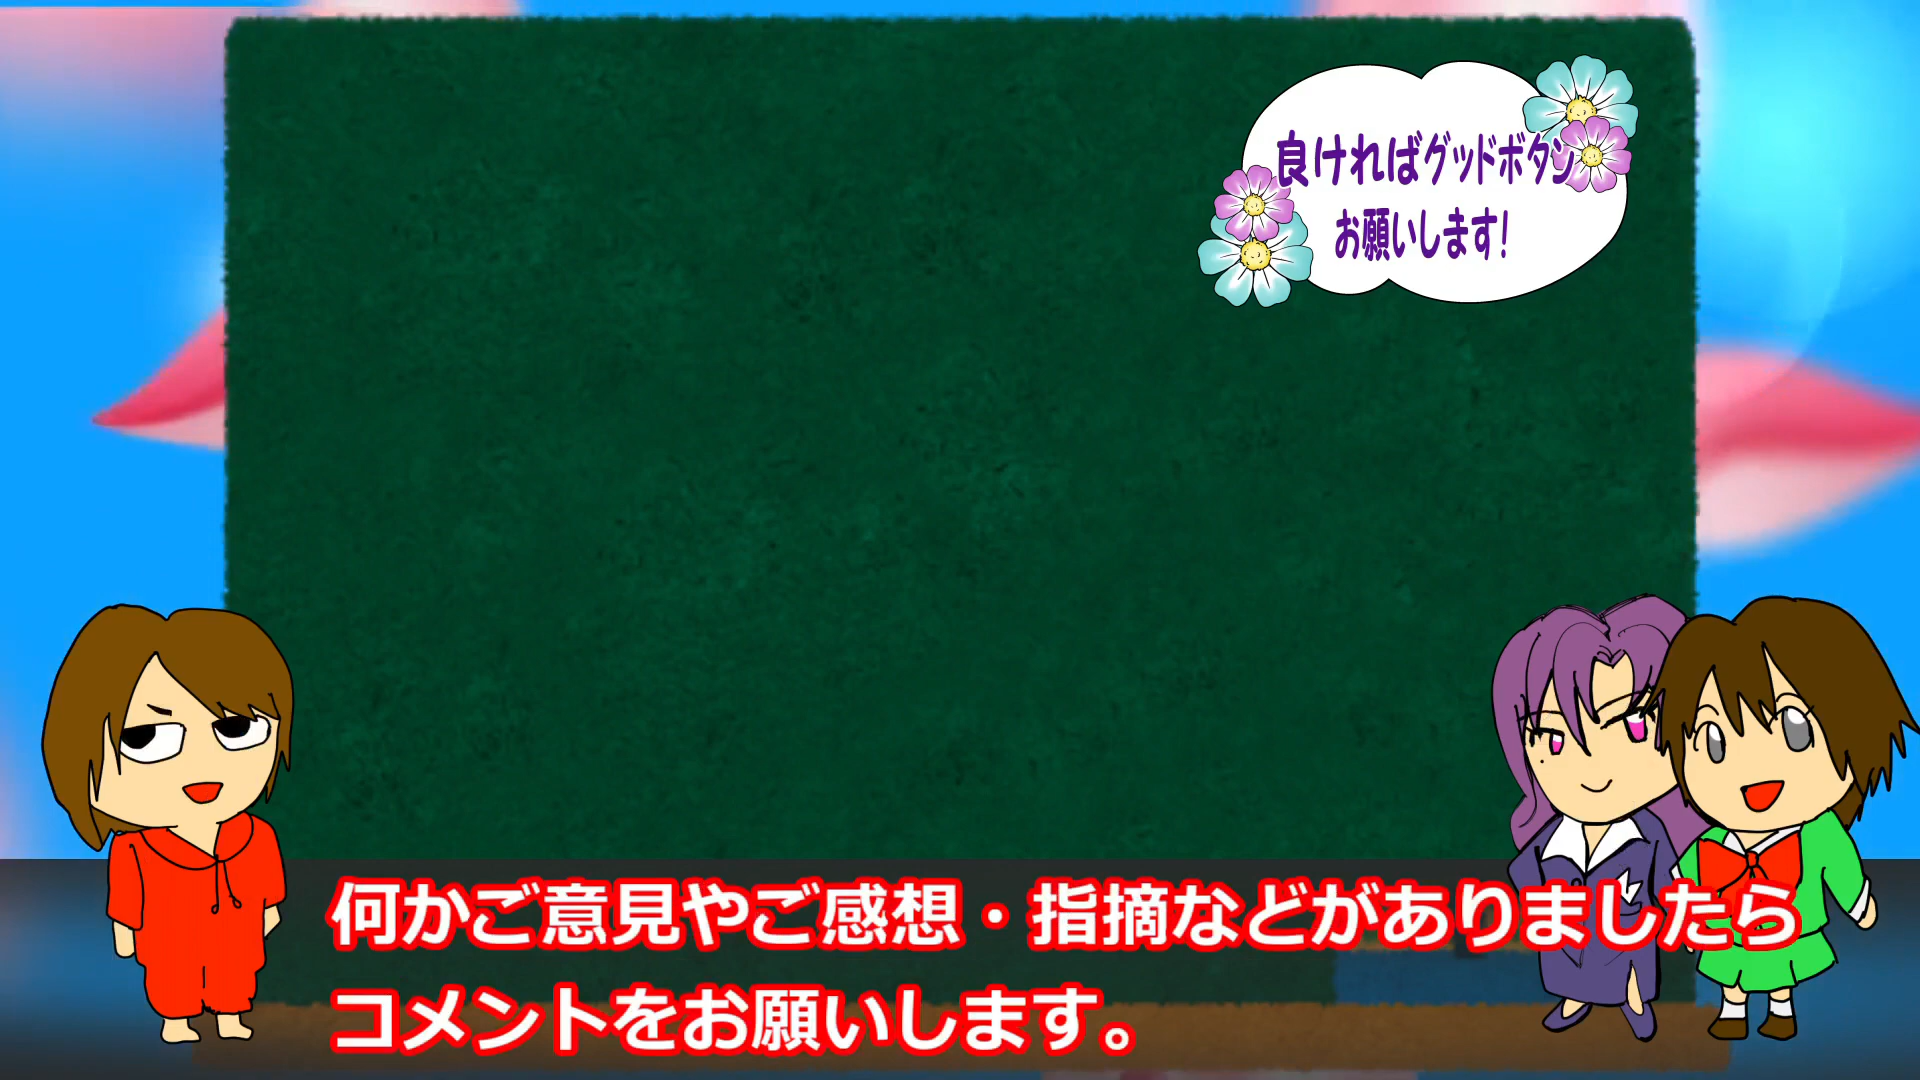 良ければグッドボタン
お願いします!
何かご意見やご感想・指摘などがありましたら
コメントをお願いします。